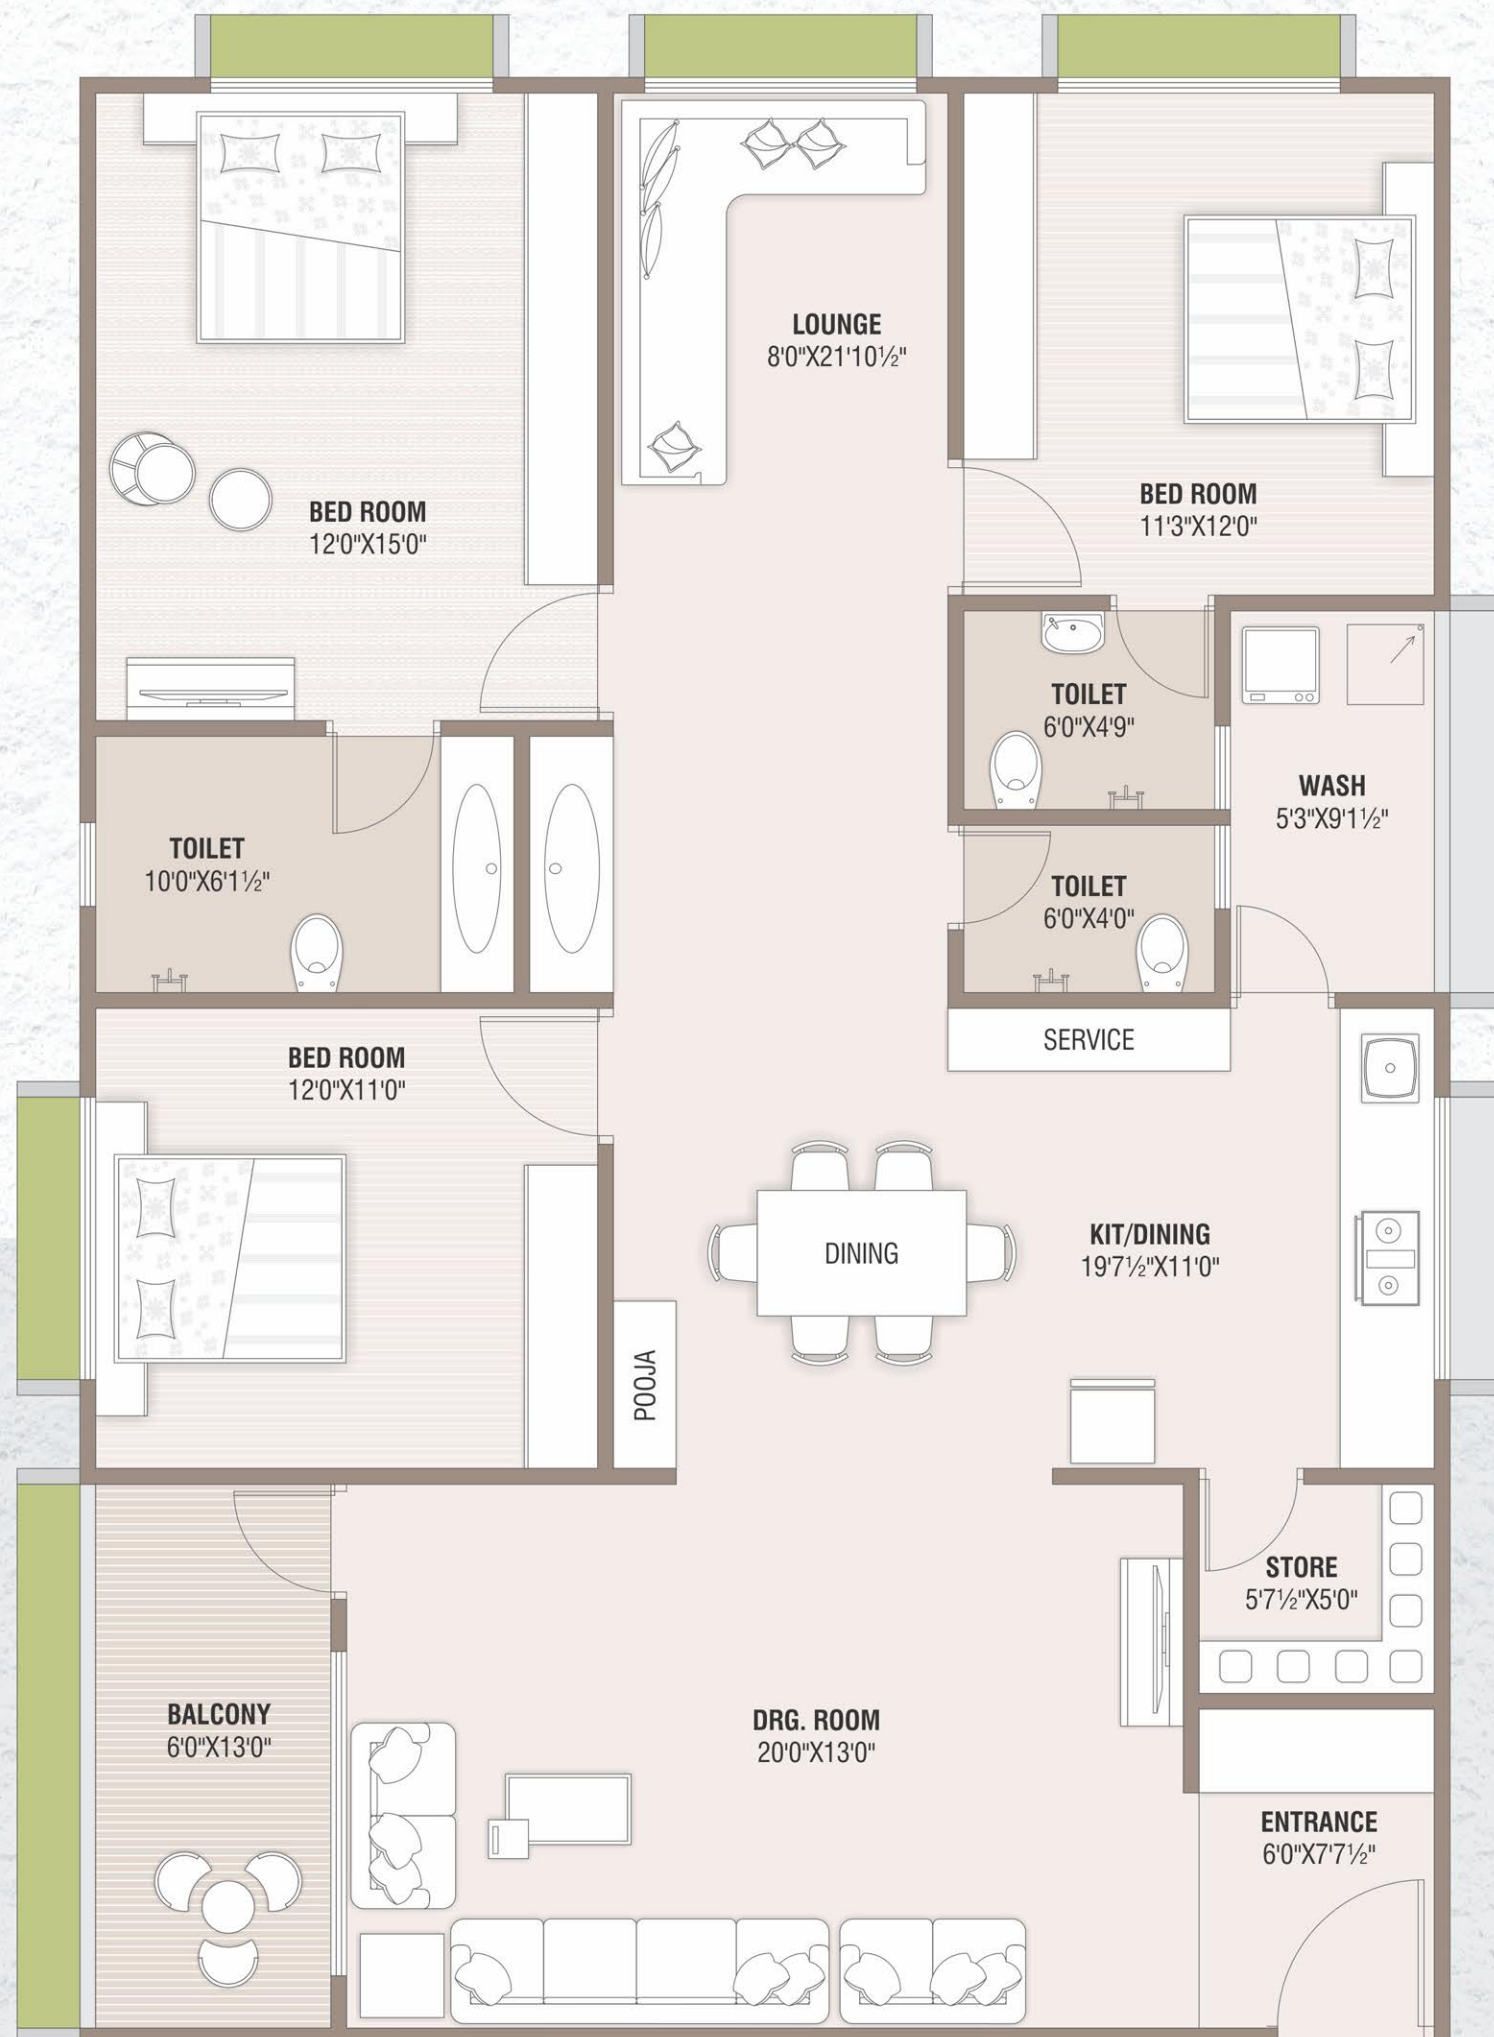 LOUNGE
8'0"X21'10½"
BED ROOM
12'0"X15'0"
BED ROOM
11'3"X12'0"
TOILET
6'0"X4'9"
WASH
5'3"X9'1½"
TOILET
10'0"X6'1½"
TOILET
6'0"X4'0"
BED ROOM
12'0"X11'0"
SERVICE
DINING
KIT/DINING
19'7½"X11'0"
POOJA
STORE
5'7½"X5'0"
BALCONY
6'0"X13'0"
DRG. ROOM
20'0"X13'0"
ENTRANCE
6'0"X7'7½"